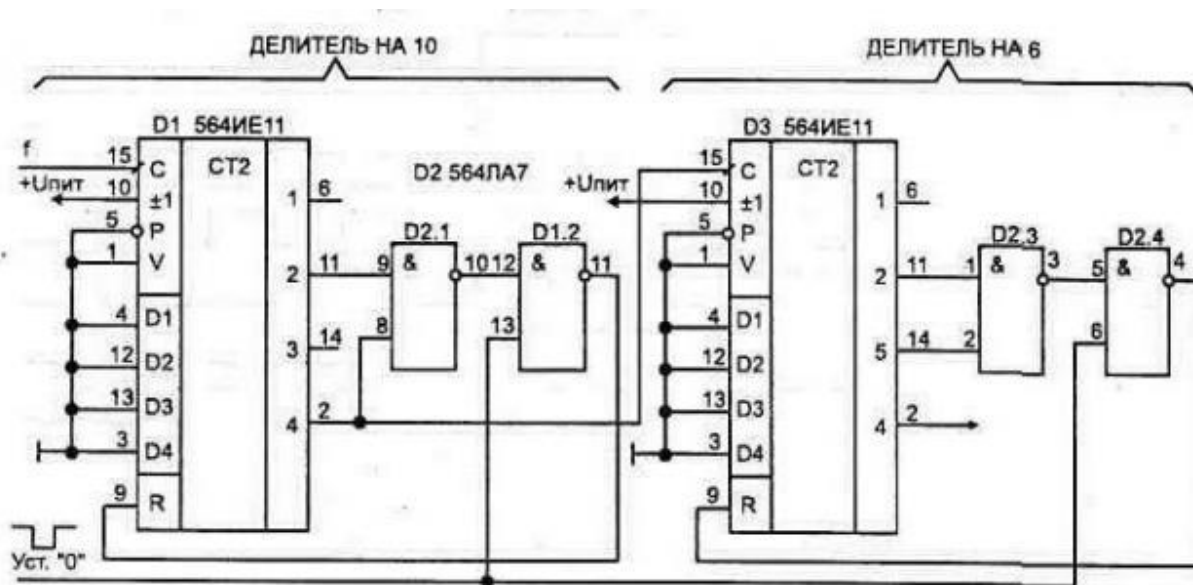 ДЕЛИТЕЛЬ НА 10
ДЕЛИТЕЛЬ НА 6
D1 564ИЕ11
D3 564ИЕ11
f
15 C CT2
+Uпит
10 ±1
5 P
1 V
4 D1
12 D2
13 D3
3 D4
9 R
1 6
2 11
3 14
4 2
D2 564ЛА7
D2.1
9 & 10
8
D1.2
12 & 11
13
+Uпит
15 C CT2
10 ±1
5 P
1 V
4 D1
12 D2
13 D3
3 D4
9 R
1 6
2 11
5 14
4 2
D2.3
1 & 3
2
D2.4
5 & 4
6
Уст. "0"